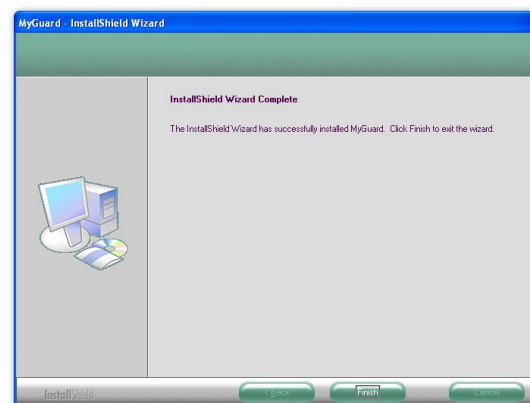 MyGuard - InstallShield Wizard
InstallShield Wizard Complete
The InstallShield Wizard has successfully installed MyGuard. Click Finish to exit the wizard.
InstallShield
< Back
Finish
Cancel